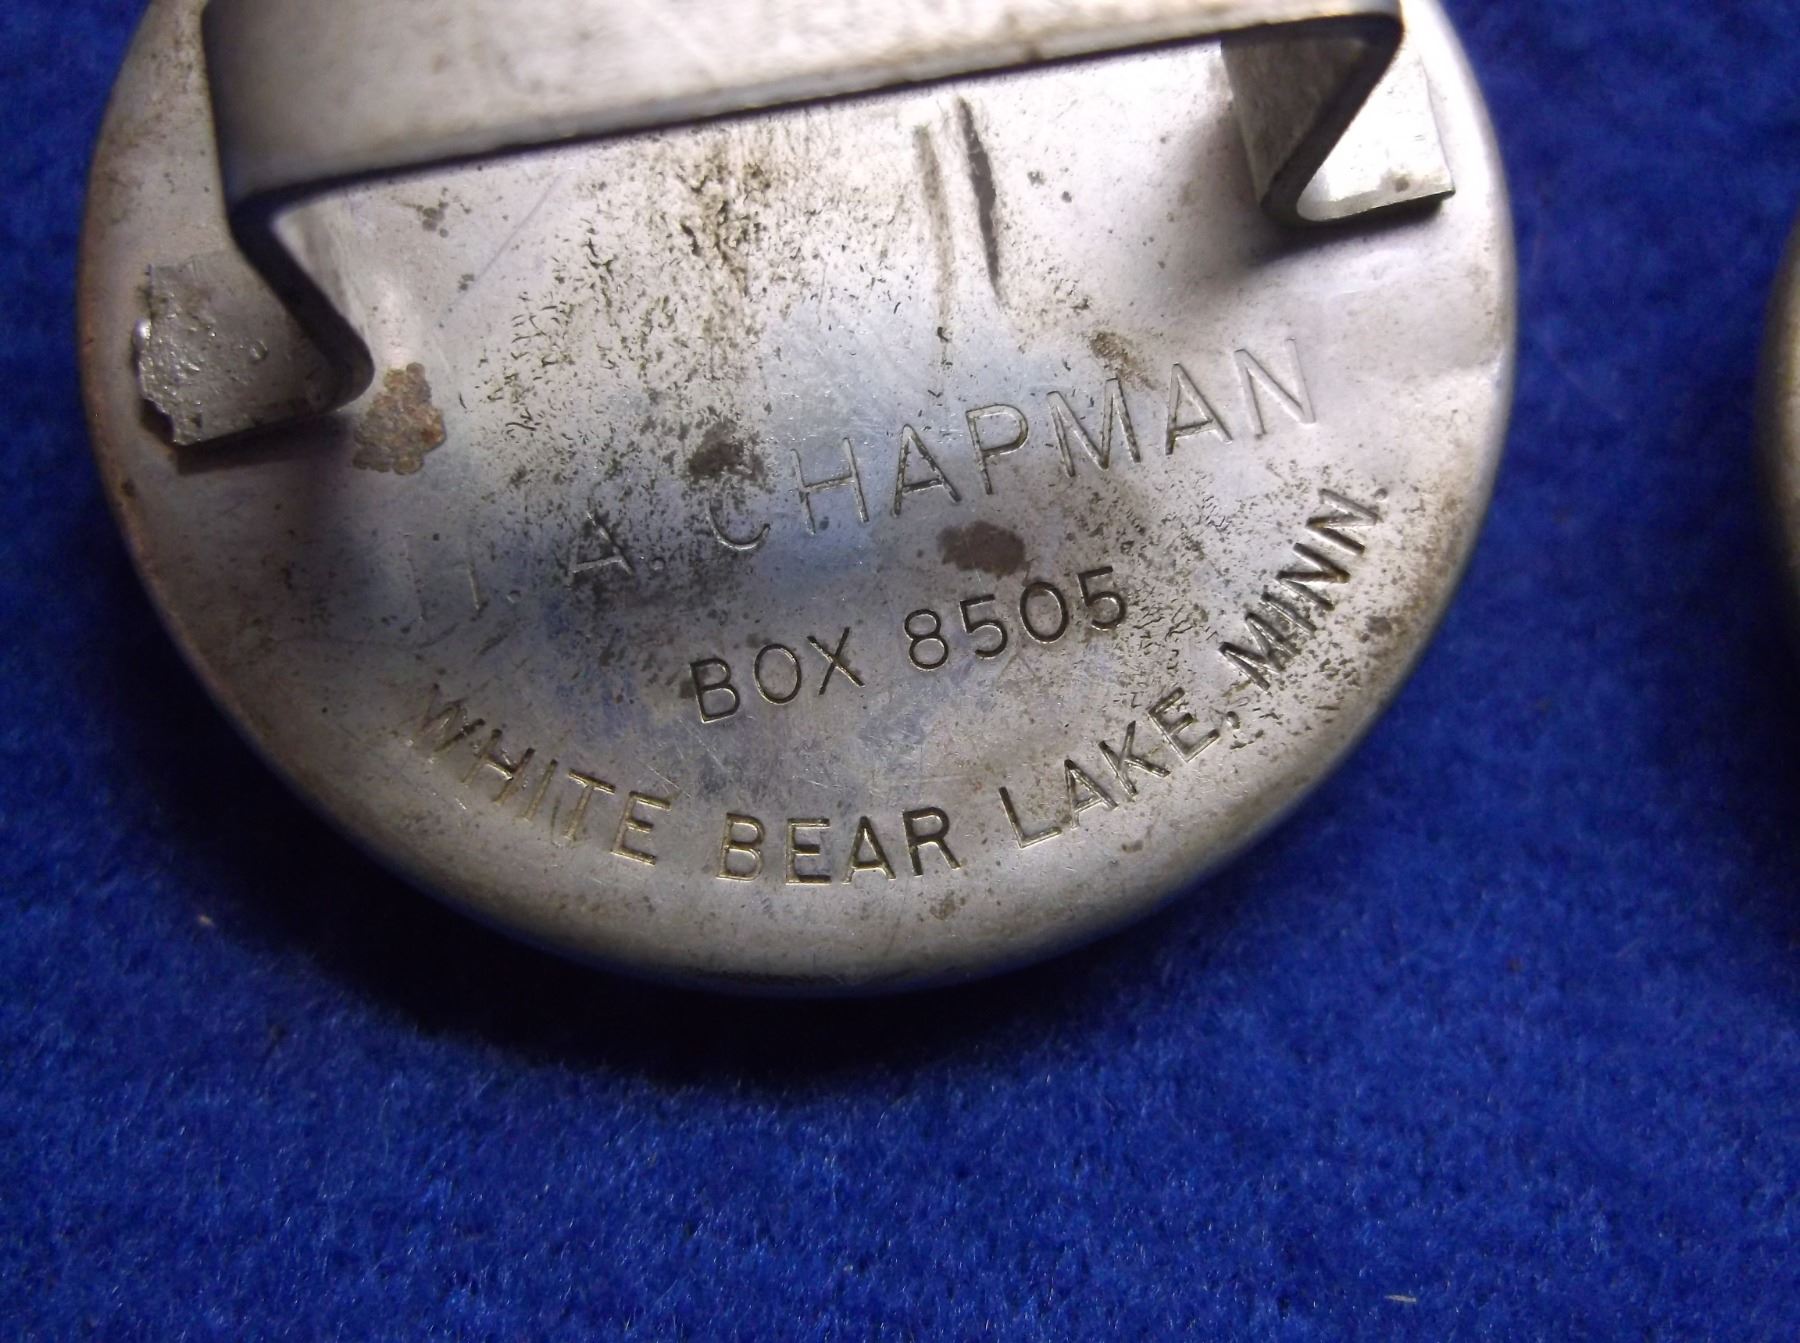 A. CHAPMAN
BOX 8505
WHITE BEAR LAKE, MINN.